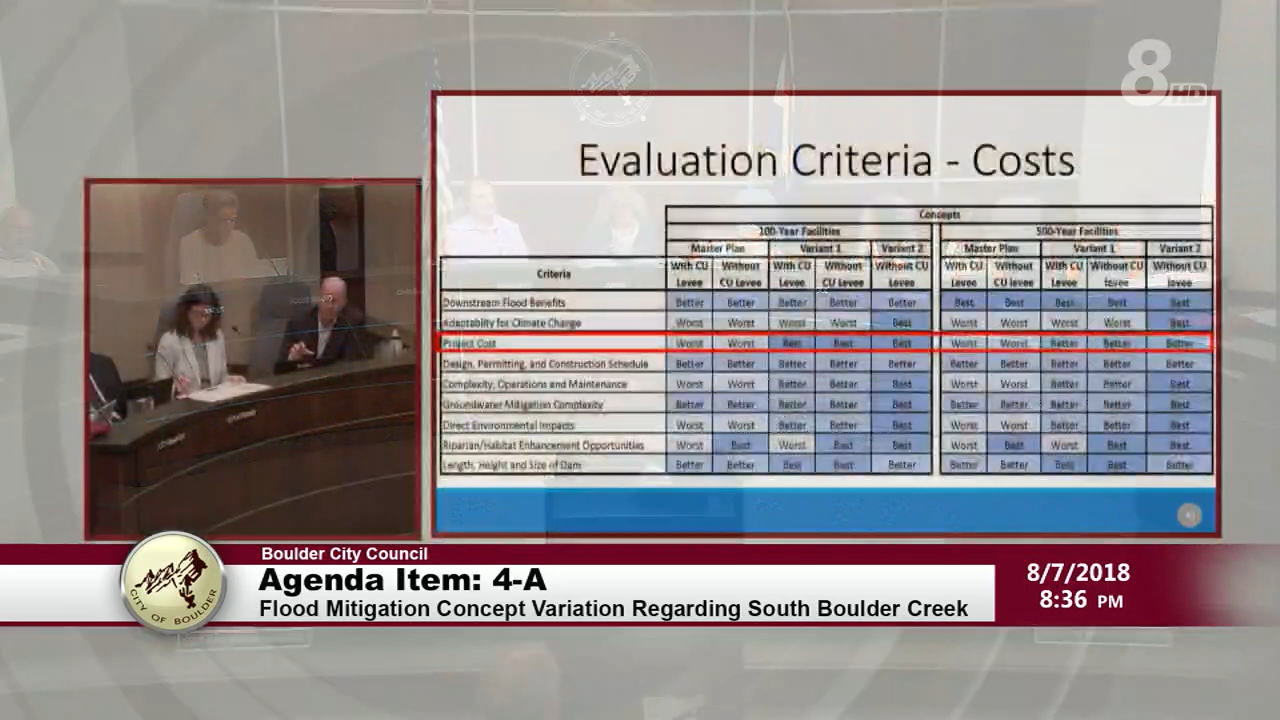 8HD
Evaluation Criteria - Costs
Concepts
100-Year Facilities 500-Year Facilities
Master Plan Variant 1 Variant 2 Master Plan Variant 1 Variant 2
Criteria With CU Levee Without CU Levee With CU Levee Without CU Levee Without CU Levee With CU Levee Without CU levee With CU Levee Without CU levee Without CU levee
Downstream Flood Benefits Better Better Better Better Better Best Best Best Best Best
Adaptability for Climate Change Worst Worst Worst Worst Best Worst Worst Worst Worst Best
Project Cost Worst Worst Best Best Best Worst Worst Better Better Better
Design, Permitting, and Construction Schedule Better Better Better Better Better Better Better Better Better Better
Complexity, Operations and Maintenance Worst Worst Better Better Best Worst Worst Better Better Best
Groundwater Mitigation Complexity Better Better Better Better Best Better Better Better Better Best
Direct Environmental Impacts Worst Worst Better Better Best Worst Worst Better Better Best
Riparian/Habitat Enhancement Opportunities Worst Best Worst Best Best Worst Best Worst Best Best
Length, Height and Size of Dam Better Better Best Best Better Better Better Best Best Better
Boulder City Council
Agenda Item: 4-A
Flood Mitigation Concept Variation Regarding South Boulder Creek
8/7/2018
8:36 PM
CITY OF BOULDER